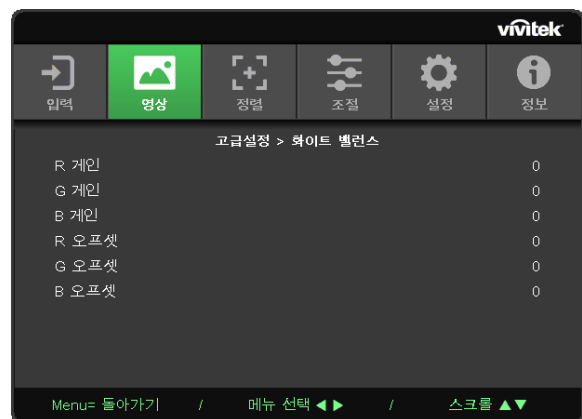 vivitek
입력 영상 정렬 조절 설정 정보
고급설정 > 화이트 밸런스
R 게인 0
G 게인 0
B 게인 0
R 오프셋 0
G 오프셋 0
B 오프셋 0
Menu= 돌아가기 / 메뉴 선택 ◀ ▶ / 스크롤 ▲▼